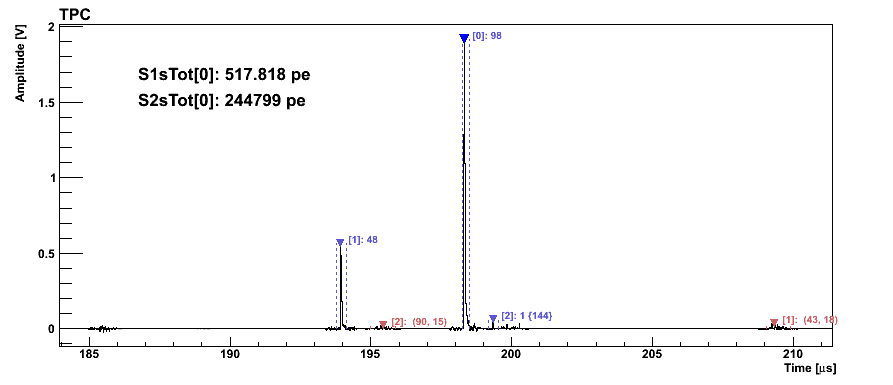 TPC
Amplitude [V]
2
1.5
1
0.5
0
S1sTot[0]: 517.818 pe
S2sTot[0]: 244799 pe
[0]: 98
[1]: 48
[2]: (90, 15)
[2]: 1 {144}
[1]: (43, 18)
185 190 195 200 205 210
Time [μs]